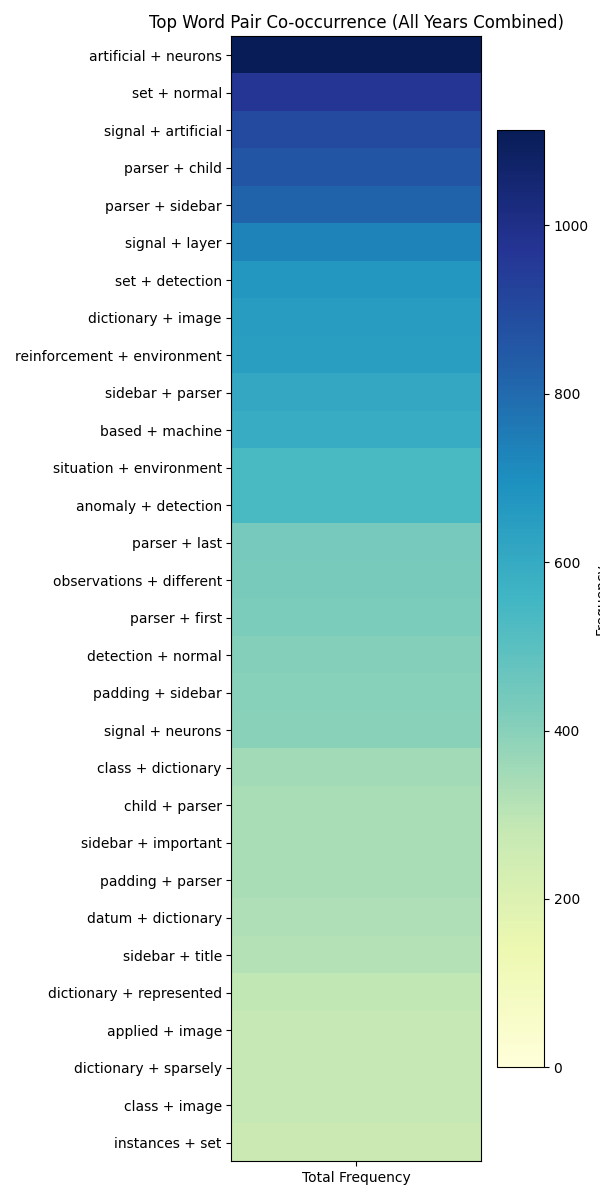 Top Word Pair Co-occurrence (All Years Combined)
artificial + neurons
set + normal
signal + artificial
parser + child
parser + sidebar
signal + layer
set + detection
dictionary + image
reinforcement + environment
sidebar + parser
based + machine
situation + environment
anomaly + detection
parser + last
observations + different
parser + first
detection + normal
padding + sidebar
signal + neurons
class + dictionary
child + parser
sidebar + important
padding + parser
datum + dictionary
sidebar + title
dictionary + represented
applied + image
dictionary + sparsely
class + image
instances + set
Total Frequency
1000
800
600
400
200
0